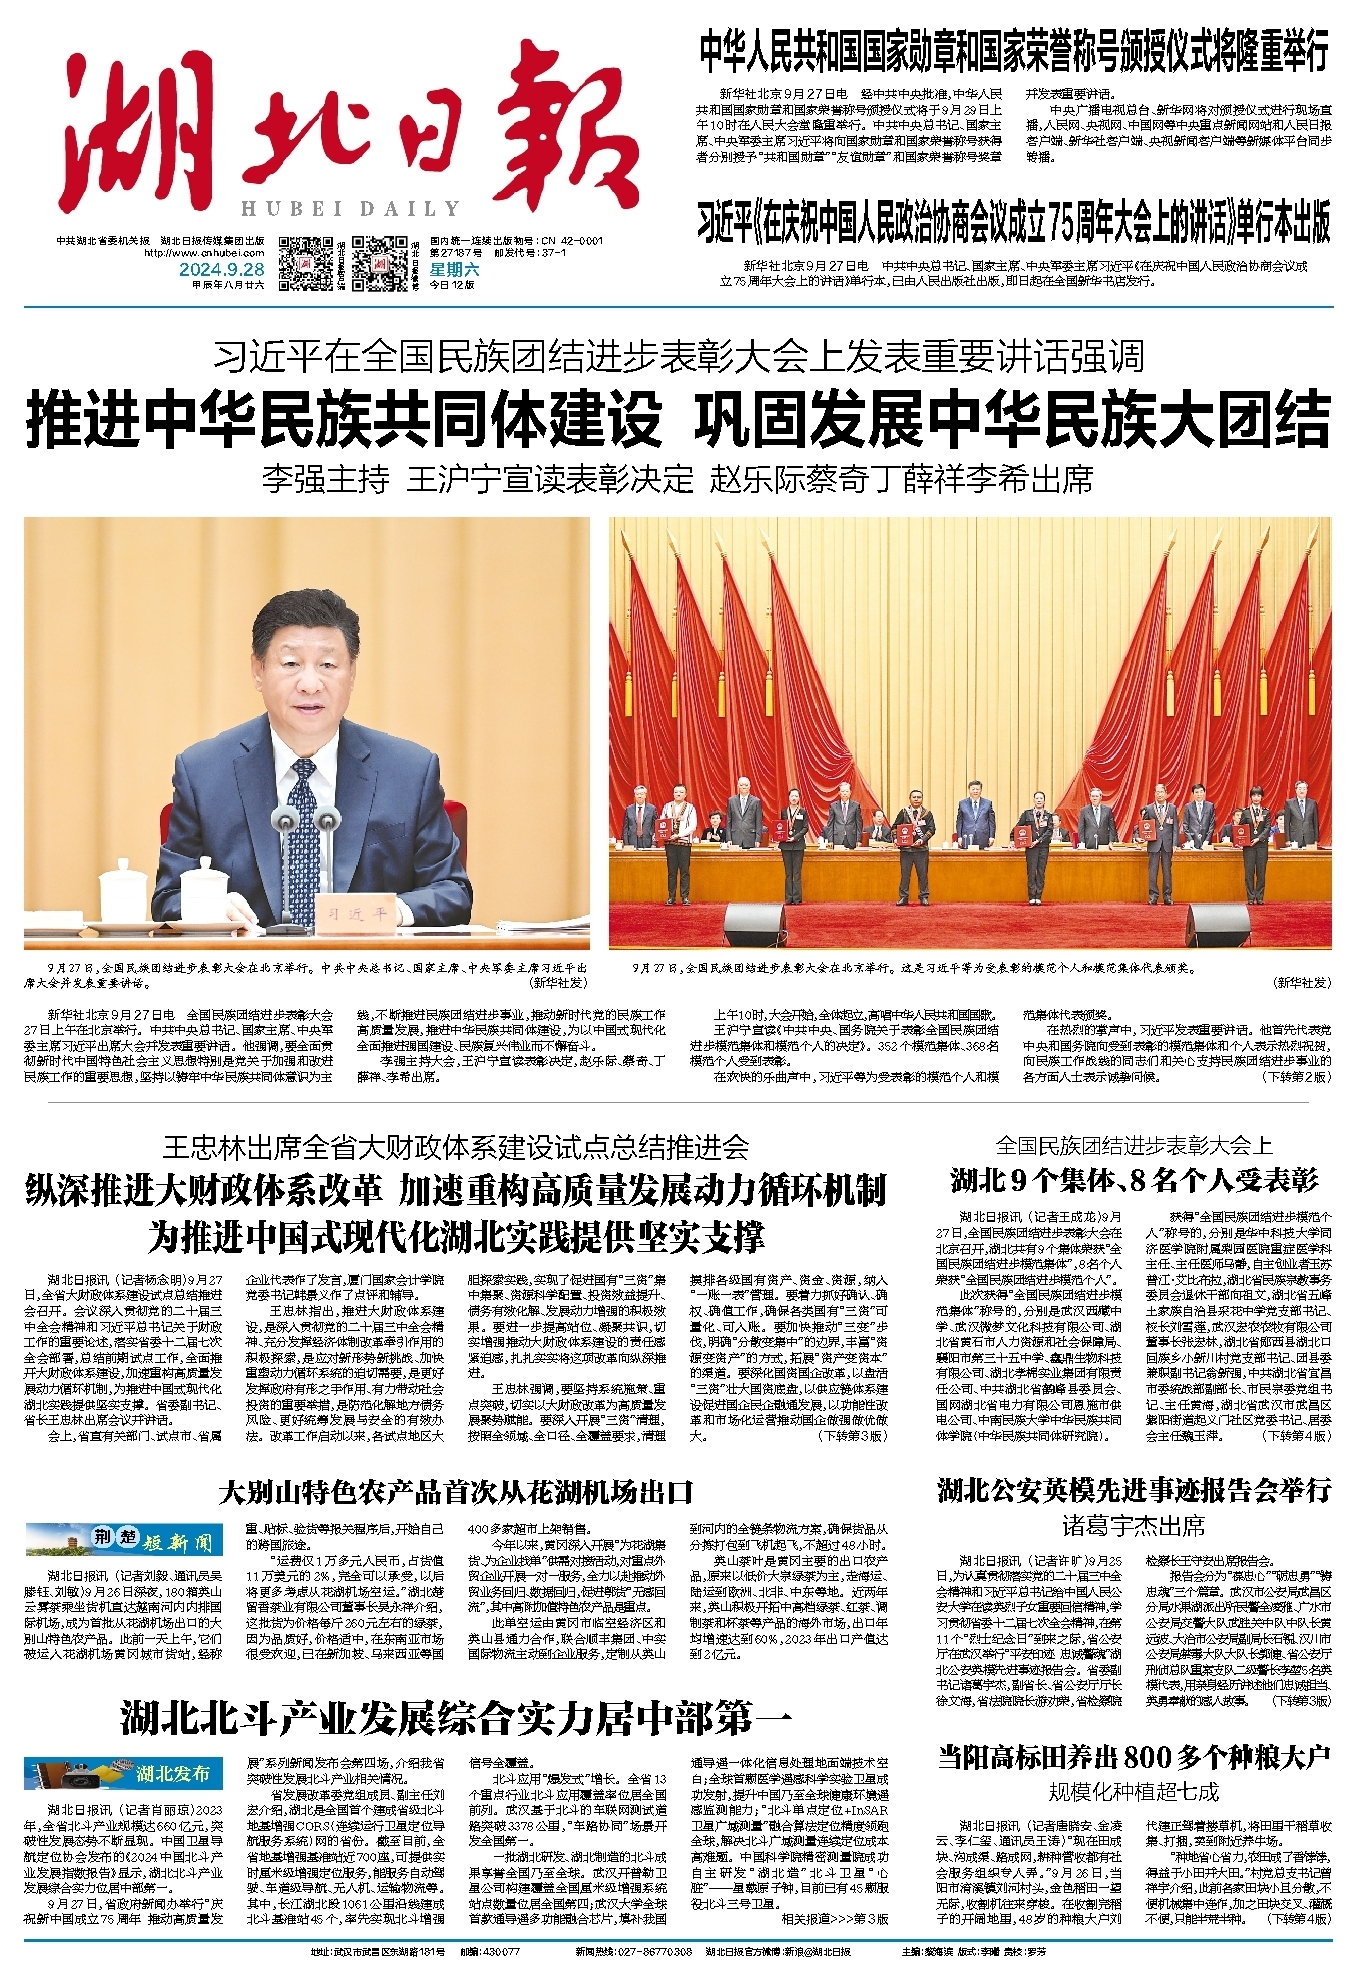 湖北日报
HUBEI DAILY
中共湖北省委机关报 湖北日报传媒集团出版
http://www.cnhubei.com
2024.9.28
甲辰年八月廿六
国内统一连续出版物号：CN 42-0001
第27187号 邮发代号：37-1
星期六
今日12版
中华人民共和国国家勋章和国家荣誉称号颁授仪式将隆重举行
新华社北京9月27日电 经中共中央批准，中华人民
共和国国家勋章和国家荣誉称号颁授仪式将于9月29日上
午10时在人民大会堂隆重举行。中共中央总书记、国家主
席、中央军委主席习近平将向国家勋章和国家荣誉称号获得
者分别授予“共和国勋章”“友谊勋章”和国家荣誉称号奖章
并发表重要讲话。
中央广播电视总台、新华网将对颁授仪式进行现场直
播，人民网、央视网、中国网等中央重点新闻网站和人民日报
客户端、新华社客户端、央视新闻客户端等新媒体平台同步
转播。
习近平《在庆祝中国人民政治协商会议成立75周年大会上的讲话》单行本出版
新华社北京9月27日电 中共中央总书记、国家主席、中央军委主席习近平《在庆祝中国人民政治协商会议成
立75周年大会上的讲话》单行本，已由人民出版社出版，即日起在全国新华书店发行。
习近平在全国民族团结进步表彰大会上发表重要讲话强调
推进中华民族共同体建设 巩固发展中华民族大团结
李强主持 王沪宁宣读表彰决定 赵乐际蔡奇丁薛祥李希出席
习近平
9月27日，全国民族团结进步表彰大会在北京举行。中共中央总书记、国家主席、中央军委主席习近平出
席大会并发表重要讲话。 （新华社发）
9月27日，全国民族团结进步表彰大会在北京举行。这是习近平等为受表彰的模范个人和模范集体代表颁奖。
（新华社发）
新华社北京9月27日电 全国民族团结进步表彰大会
27日上午在北京举行。中共中央总书记、国家主席、中央军
委主席习近平出席大会并发表重要讲话。他强调，要全面贯
彻新时代中国特色社会主义思想特别是党关于加强和改进
民族工作的重要思想，坚持以铸牢中华民族共同体意识为主
线，不断推进民族团结进步事业，推动新时代党的民族工作
高质量发展，推进中华民族共同体建设，为以中国式现代化
全面推进强国建设、民族复兴伟业而不懈奋斗。
李强主持大会，王沪宁宣读表彰决定，赵乐际、蔡奇、丁
薛祥、李希出席。
上午10时，大会开始，全体起立，高唱中华人民共和国国歌。
王沪宁宣读《中共中央、国务院关于表彰全国民族团结
进步模范集体和模范个人的决定》。352个模范集体、368名
模范个人受到表彰。
在欢快的乐曲声中，习近平等为受表彰的模范个人和模
范集体代表颁奖。
在热烈的掌声中，习近平发表重要讲话。他首先代表党
中央和国务院向受到表彰的模范集体和个人表示热烈祝贺，
向民族工作战线的同志们和关心支持民族团结进步事业的
各方面人士表示诚挚问候。 （下转第2版）
王忠林出席全省大财政体系建设试点总结推进会
纵深推进大财政体系改革 加速重构高质量发展动力循环机制
为推进中国式现代化湖北实践提供坚实支撑
湖北日报讯（记者杨念明）9月27
日，全省大财政体系建设试点总结推进
会召开。会议深入贯彻党的二十届三
中全会精神和习近平总书记关于财政
工作的重要论述，落实省委十二届七次
全会部署，总结前期试点工作，全面推
开大财政体系建设，加速重构高质量发
展动力循环机制，为推进中国式现代化
湖北实践提供坚实支撑。省委副书记、
省长王忠林出席会议并讲话。
会上，省直有关部门、试点市、省属
企业代表作了发言，厦门国家会计学院
党委书记韩景义作了点评和辅导。
王忠林指出，推进大财政体系建
设，是深入贯彻党的二十届三中全会精
神、充分发挥经济体制改革牵引作用的
积极探索，是应对新形势新挑战、加快
重塑动力循环系统的迫切需要，是更好
发挥政府有形之手作用、有力带动社会
投资的重要举措，是防范化解地方债务
风险、更好统筹发展与安全的有效办
法。改革工作启动以来，各试点地区大
胆探索实践，实现了促进国有“三资”集
中集聚、资源科学配置、投资效益提升、
债务有效化解、发展动力增强的积极效
果。要进一步提高站位、凝聚共识，切
实增强推动大财政体系建设的责任感
紧迫感，扎扎实实将这项改革向纵深推
进。
王忠林强调，要坚持系统施策、重
点突破，切实以大财政改革为高质量发
展聚势赋能。要深入开展“三资”清理，
按照全领域、全口径、全覆盖要求，清理
摸排各级国有资产、资金、资源，纳入
“一账一表”管理。要着力抓好确认、确
权、确值工作，确保各类国有“三资”可
量化、可入账。要加快推动“三变”步
伐，明确“分散变集中”的边界，丰富“资
源变资产”的方式，拓展“资产变资本”
的渠道。要深化国资国企改革，以盘活
“三资”壮大国资底盘，以供应链体系建
设促进国企民企融通发展，以功能性改
革和市场化运营推动国企做强做优做
大。 （下转第3版）
全国民族团结进步表彰大会上
湖北9个集体、8名个人受表彰
湖北日报讯（记者王成龙）9月
27日，全国民族团结进步表彰大会在
北京召开，湖北共有9个集体荣获“全
国民族团结进步模范集体”，8名个人
荣获“全国民族团结进步模范个人”。
此次获得“全国民族团结进步模
范集体”称号的，分别是武汉西藏中
学、武汉微梦文化科技有限公司、湖
北省黄石市人力资源和社会保障局、
襄阳市第三十五中学、鑫鼎生物科技
有限公司、湖北李棉实业集团有限责
任公司、中共湖北省鹤峰县委员会、
国网湖北省电力有限公司恩施市供
电公司、中南民族大学中华民族共同
体学院（中华民族共同体研究院）。
获得“全国民族团结进步模范个
人”称号的，分别是华中科技大学同
济医学院附属梨园医院重症医学科
主任、主任医师马静，自主创业者玉苏
普江·艾比布拉，湖北省民族宗教事务
委员会退休干部向祖文，湖北省五峰
土家族自治县采花中学党支部书记、
校长刘雪莲，武汉宏农农牧有限公司
董事长张宏林，湖北省郧西县湖北口
回族乡小新川村党支部书记、团县委
兼职副书记翁新强，中共湖北省宜昌
市委统战部副部长、市民宗委党组书
记、主任黄海，湖北省武汉市武昌区
紫阳街道起义门社区党委书记、居委
会主任魏玉萍。 （下转第4版）
大别山特色农产品首次从花湖机场出口
荆楚短新闻
湖北日报讯（记者刘毅、通讯员吴
滕钰、刘敏）9月26日深夜，180箱英山
云雾茶乘坐货机直达越南河内内排国
际机场，成为首批从花湖机场出口的大
别山特色农产品。此前一天上午，它们
被运入花湖机场黄冈城市货站，经称
重、贴标、验货等报关程序后，开始自己
的跨国旅途。
“运费仅1万多元人民币，占货值
11万美元的2%，完全可以承受，以后
将更多考虑从花湖机场空运。”湖北楚
留香茶业有限公司董事长吴永祥介绍，
这批货为价格每斤260元左右的绿茶，
因为品质好，价格适中，在东南亚市场
很受欢迎，已在新加坡、马来西亚等国
400多家超市上架销售。
今年以来，黄冈深入开展“为花湖集
货、为企业找单”供需对接活动，对重点外
贸企业开展一对一服务，全力以赴推动外
贸业务回归、数据回归，促进鄂货“无感回
流”，其中高附加值特色农产品是重点。
此单空运由黄冈市临空经济区和
英山县通力合作，联合顺丰集团、中实
国际物流主动到企业服务，定制从英山
到河内的全链条物流方案，确保货品从
分拣打包到飞机起飞，不超过48小时。
英山茶叶是黄冈主要的出口农产
品，原来以低价大宗绿茶为主，走海运、
陆运到欧洲、北非、中东等地。近两年
来，英山积极开拓中高档绿茶、红茶、调
制茶和杯茶等产品的海外市场，出口年
均增速达到60%，2023年出口产值达
到2亿元。
湖北公安英模先进事迹报告会举行
诸葛宇杰出席
湖北日报讯（记者许旷）9月25
日，为认真贯彻落实党的二十届三中全
会精神和习近平总书记给中国人民公
安大学在读英烈子女重要回信精神，学
习贯彻省委十二届七次全会精神，在第
11个“烈士纪念日”到来之际，省公安
厅在武汉举行“平安印迹 忠诚警魂”湖
北公安英模先进事迹报告会。省委副
书记诸葛宇杰，副省长、省公安厅厅长
徐文海，省法院院长游劝荣，省检察院
检察长王守安出席报告会。
报告会分为“葆忠心”“砺忠勇”“铸
忠魂”三个篇章。武汉市公安局武昌区
分局水果湖派出所民警全凌雅、广水市
公安局交警大队武胜关中队中队长黄
远波、大冶市公安局副局长石锟、汉川市
公安局禁毒大队大队长郭健、省公安厅
刑侦总队重案支队二级警长李莹5名英
模代表，用亲身经历讲述他们忠诚担当、
英勇奉献的感人故事。 （下转第3版）
湖北北斗产业发展综合实力居中部第一
湖北发布
湖北日报讯（记者肖丽琼）2023
年，全省北斗产业规模达660亿元，突
破性发展态势不断显现。中国卫星导
航定位协会发布的《2024中国北斗产
业发展指数报告》显示，湖北北斗产业
发展综合实力位居中部第一。
9月27日，省政府新闻办举行“庆
祝新中国成立75周年 推动高质量发
展”系列新闻发布会第四场，介绍我省
突破性发展北斗产业相关情况。
省发展改革委党组成员、副主任刘
宏介绍，湖北是全国首个建成省级北斗
地基增强CORS（连续运行卫星定位导
航服务系统）网的省份。截至目前，全
省地基增强基准站近700座，可提供实
时厘米级增强定位服务，能服务自动驾
驶、车道级导航、无人机、运输物流等。
其中，长江湖北段1061公里沿线建成
北斗基准站45个，率先实现北斗增强
信号全覆盖。
北斗应用“爆发式”增长。全省13
个重点行业北斗应用覆盖率位居全国
前列。武汉基于北斗的车联网测试道
路突破3378公里，“车路协同”场景开
发全国第一。
一批湖北研发、湖北制造的北斗成
果享誉全国乃至全球。武汉开普勒卫
星公司构建覆盖全国厘米级增强系统
站点数量位居全国第四；武汉大学全球
首款通导遥多功能融合芯片，填补我国
通导遥一体化信息处理地面端技术空
白；全球首颗医学遥感科学实验卫星成
功发射，提升中国乃至全球健康环境遥
感监测能力；“北斗单点定位+InSAR
卫星广域测量”融合算法定位精度领跑
全球，解决北斗广域测量连续定位成本
高难题。中国科学院精密测量院成功
自主研发“湖北造”北斗卫星“心
脏”——星载原子钟，目前已有45颗服
役北斗三号卫星。
相关报道>>>第3版
当阳高标田养出800多个种粮大户
规模化种植超七成
湖北日报讯（记者唐晓安、金凌
云、李仁玺、通讯员王涛）“现在田成
块、沟成渠、路成网，耕种管收都有社
会服务组织专人弄。”9月26日，当
阳市淯溪镇刘河村头，金色稻田一望
无际，收割机往来穿梭。在收割完稻
子的开阔地里，48岁的种粮大户刘
代建正驾着搂草机，将田里干稻草收
集、打捆，卖到附近养牛场。
“种地省心省力，农田成了香饽饽，
得益于小田并大田。”村党总支书记曾
祥学介绍，此前各家田块小且分散，不
便机械集中连作，加之田块交叉、灌溉
不便，只能半荒半种。 （下转第4版）
地址：武汉市武昌区东湖路181号 邮编：430077 新闻热线：027-86770308 湖北日报官方微博：新浪@湖北日报 主编：蔡海滨 版式：李曦 责校：罗芳